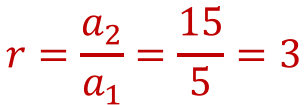 r = a₂/a₁ = 15/5 = 3